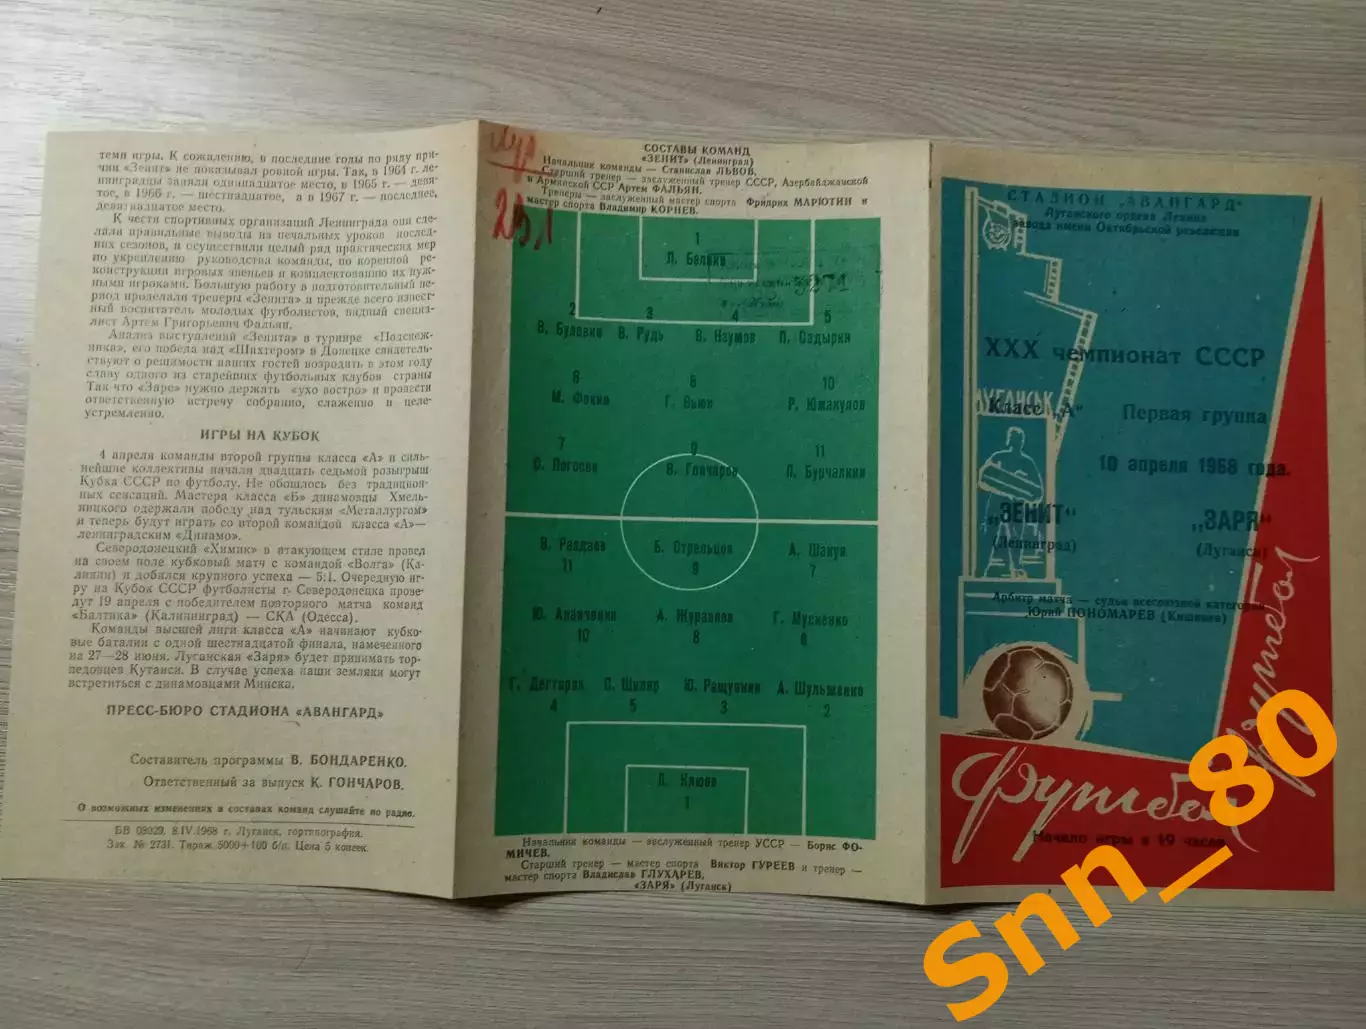 теми игры. К сожалению, в последние годы по ряду при-
чин «Зенит» не показывал ровной игры. Так, в 1964 г. ле-
нинградцы заняли одиннадцатое место, в 1965 г. — девя-
тое, в 1966 г. — шестнадцатое, а в 1967 г. — последнее,
девятнадцатое место.
К чести спортивных организаций Ленинграда они сде-
лали правильные выводы из печальных уроков послед-
них сезонов, и осуществили целый ряд практических мер
по укреплению руководства команды, по коренной ре-
конструкции игровых звеньев и комплектованию их нуж-
ными игроками. Большую работу в подготовительный пе-
риод проделали тренеры «Зенита» и прежде всего извест-
ный воспитатель молодых футболистов, видный специа-
лист Артем Григорьевич Фальян.
Анализ выступлений «Зенита» в турнире «Подснеж-
ника», его победа над «Шахтером» в Донецке свидетель-
ствуют о решимости наших гостей возродить в этом году
славу одного из старейших футбольных клубов страны
Так что «Заре» нужно держать «ухо востро» и провести
ответственную встречу собранно, слаженно и целе-
устремленно.
ИГРЫ НА КУБОК
4 апреля команды второй группы класса «А» и силь-
нейшие коллективы начали двадцать седьмой розыгрыш
Кубка СССР по футболу. Не обошлось без традицион-
ных сенсаций. Мастера класса «Б» динамовцы Хмель-
ницкого одержали победу над тульским «Металлургом»
и теперь будут играть со второй командой класса «А»—
ленинградским «Динамо».
Северодонецкий «Химик» в атакующем стиле провел
на своем поле кубковый матч с командой «Волга» (Ка-
линин) и добился крупного успеха — 5:1. Очередную иг-
ру на Кубок СССР футболисты г. Северодонецка прове-
дут 19 апреля с победителем повторного матча команд
«Балтика» (Калининград) — СКА (Одесса).
Команды высшей лиги класса «А» начинают кубко-
вые баталии с одной шестнадцатой финала, намеченного
на 27—28 июня. Луганская «Заря» будет принимать тор-
педовцев Кутаиси. В случае успеха наши земляки могут
встретиться с динамовцами Минска.
ПРЕСС-БЮРО СТАДИОНА «АВАНГАРД»
Составитель программы В. БОНДАРЕНКО.
Ответственный за выпуск К. ГОНЧАРОВ.
О возможных изменениях в составах команд слушайте по радио.
БВ 09029. 8.IV.1968 г. Луганск, гортипография.
Зак. № 2731. Тираж 5000+100 б/п. Цена 5 копеек.
СОСТАВЫ КОМАНД
«ЗЕНИТ» (Ленинград)
Начальник команды — Станислав ЛЬВОВ.
Старший тренер — заслуженный тренер СССР, Азербайджанской
и Армянской ССР Артем ФАЛЬЯН.
Тренеры — заслуженный мастер спорта Фридрих МАРЮТИН и
мастер спорта Владимир КОРНЕВ.
1
Л. Белкин
2 3 4 5
В. Булавин В. Рудь В. Наумов П. Садырин
6 8 10
М. Фокин Г. Вьюн Р. Южакулов
7 9 11
О. Погосян В. Гончаров Л. Бурчалкин
В. Раздаев Б. Стрельцов А. Шакун
11 9 7
Ю. Ананченко А. Журавлев Г. Мусиенко
10 8 6
Г. Дегтярев С. Шкляр Ю. Ращупкин А. Шульженко
4 5 3 2
Л. Клюев
1
Начальник команды — заслуженный тренер УССР — Борис ФО-
МИЧЕВ.
Старший тренер — мастер спорта Виктор ГУРЕЕВ и тренер —
мастер спорта Владислав ГЛУХАРЕВ.
«ЗАРЯ» (Луганск)
СТАДИОН „АВАНГАРД"
Луганского ордена Ленина
завода имени Октябрьской революции
XXX чемпионат СССР
ЛУГАНСЬК
Класс „А" Первая группа
10 апреля 1968 года.
„ЗЕНИТ" „ЗАРЯ"
(Ленинград) (Луганск)
Арбитр матча — судья всесоюзной категории
Юрий ПОНОМАРЕВ (Кишинев)
Футбол
Футбол
Начало игры в 19 часов
Snn_80